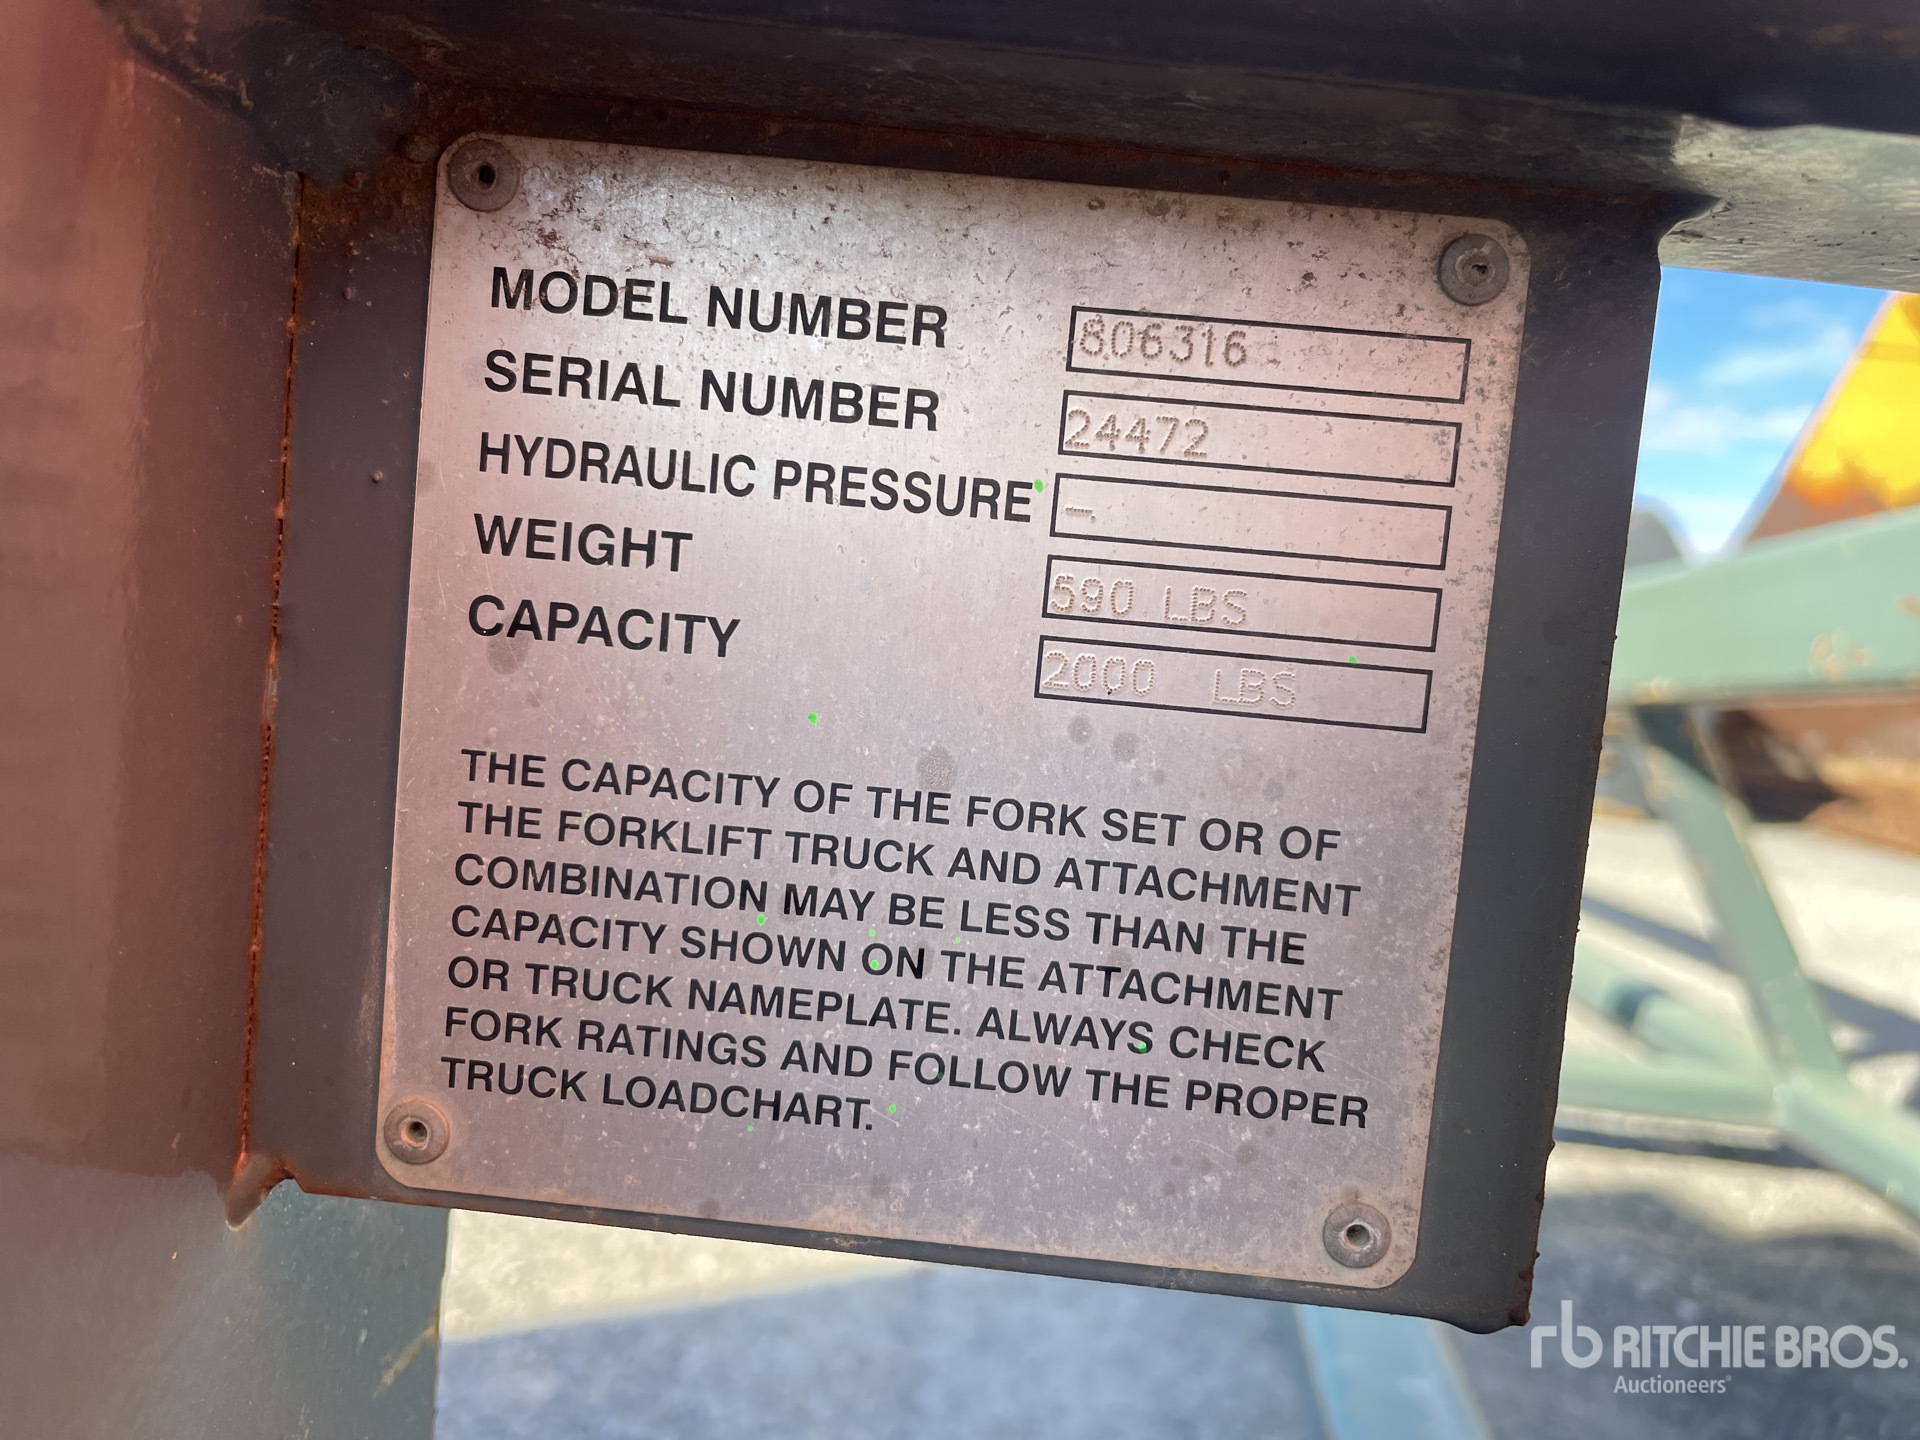 MODEL NUMBER 806316
SERIAL NUMBER 24472
HYDRAULIC PRESSURE —
WEIGHT 590 LBS
CAPACITY 2000 LBS
THE CAPACITY OF THE FORK SET OR OF
THE FORKLIFT TRUCK AND ATTACHMENT
COMBINATION MAY BE LESS THAN THE
CAPACITY SHOWN ON THE ATTACHMENT
OR TRUCK NAMEPLATE. ALWAYS CHECK
FORK RATINGS AND FOLLOW THE PROPER
TRUCK LOADCHART.
rb RITCHIE BROS.
Auctioneers